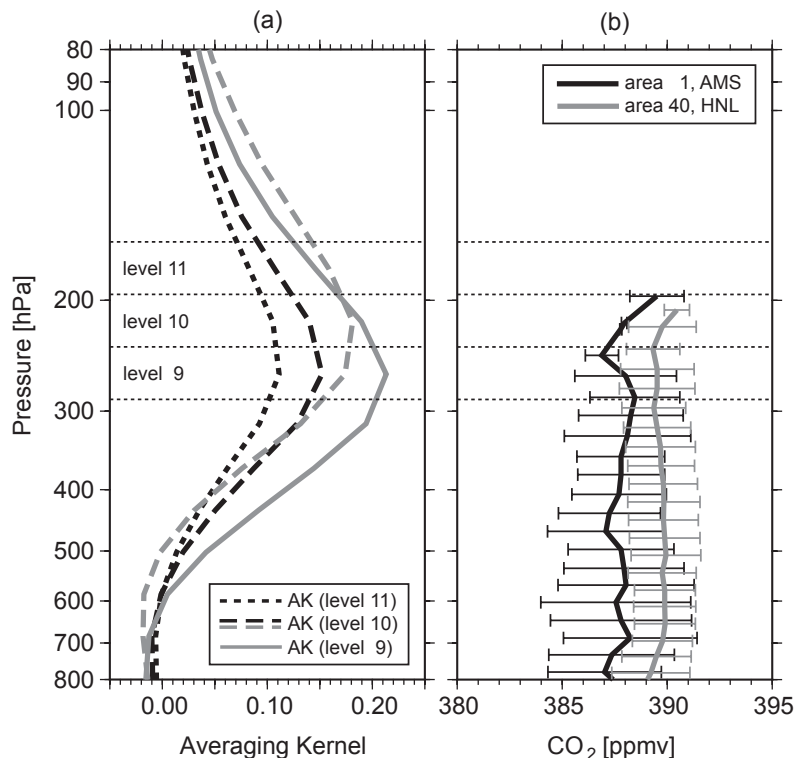 (a)
(b)
80
90
100
200
300
400
500
600
700
800
Pressure [hPa]
level 11
level 10
level 9
AK (level 11)
AK (level 10)
AK (level 9)
0.00 0.10 0.20
Averaging Kernel
area 1, AMS
area 40, HNL
380 385 390 395
CO₂ [ppmv]